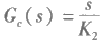 G_c(s) = s/K_2